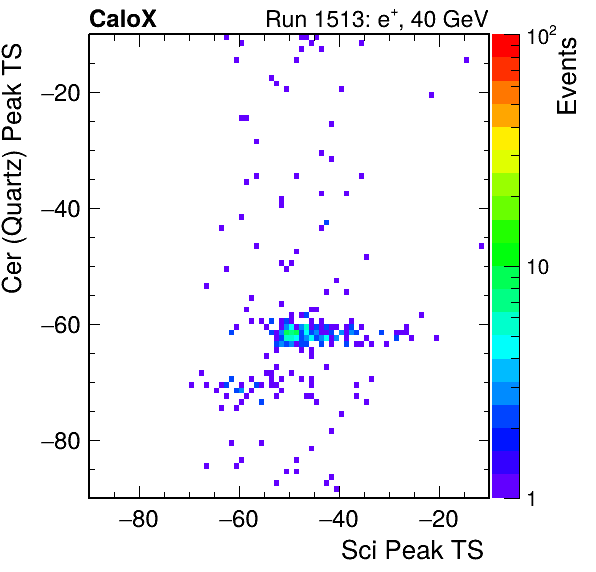 CaloX Run 1513: e⁺, 40 GeV
Cer (Quartz) Peak TS
−20
−40
−60
−80
−80 −60 −40 −20
Sci Peak TS
10²
10
1
Events